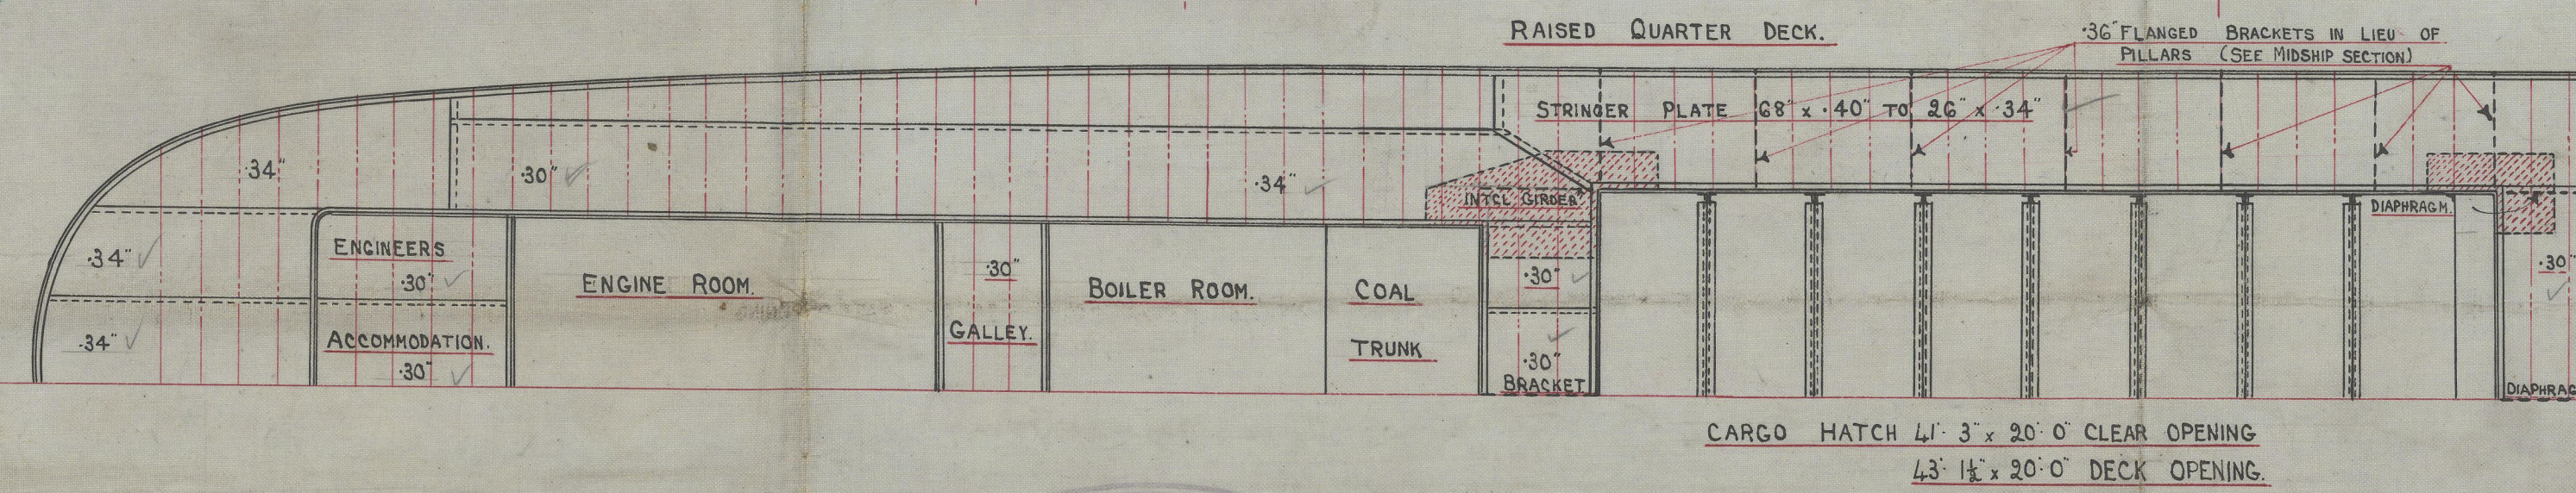 RAISED QUARTER DECK.
·36" FLANGED BRACKETS IN LIEU OF
PILLARS (SEE MIDSHIP SECTION)
STRINGER PLATE 68" x ·40" TO 26" x ·34"
·34"
·30"
·34"
INTCL GIRDER
DIAPHRAGM.
·34"
ENGINEERS
·30"
ENGINE ROOM.
·30"
BOILER ROOM.
COAL
·30"
·30"
·34"
ACCOMMODATION.
·30"
GALLEY.
TRUNK
·30"
BRACKET
DIAPHRAG
CARGO HATCH 41'· 3" x 20'· 0" CLEAR OPENING
43'· 1½" x 20'· 0" DECK OPENING.